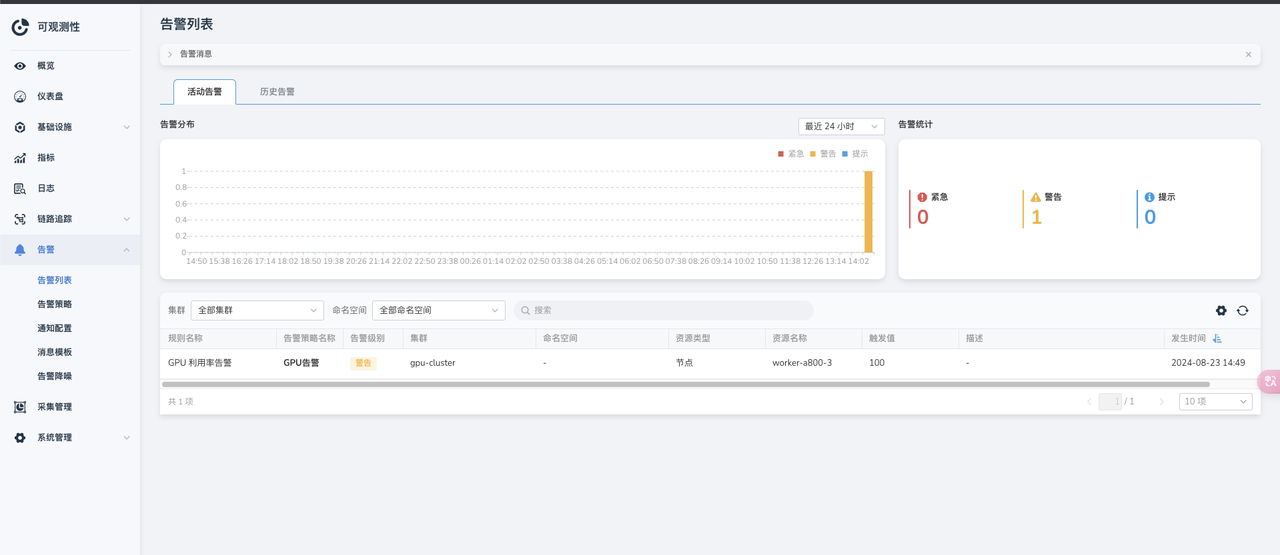 可观测性
概览
仪表盘
基础设施
指标
日志
链路追踪
告警
告警列表
告警策略
通知配置
消息模板
告警降噪
采集管理
系统管理
告警列表
告警消息
活动告警 历史告警
告警分布 最近 24 小时
紧急 警告 提示
1
0.8
0.6
0.4
0.2
0
14:50 15:38 16:26 17:14 18:02 18:50 19:38 20:26 21:14 22:02 22:50 23:38 00:26 01:14 02:02 02:50 03:38 04:26 05:14 06:02 06:50 07:38 08:26 09:14 10:02 10:50 11:38 12:26 13:14 14:02
告警统计
紧急 警告 提示
0 1 0
集群 全部集群 命名空间 全部命名空间 搜索
规则名称 告警策略名称 告警级别 集群 命名空间 资源类型 资源名称 触发值 描述 发生时间
GPU 利用率告警 GPU告警 警告 gpu-cluster - 节点 worker-a800-3 100 - 2024-08-23 14:49
共 1 项 1 / 1 10 项